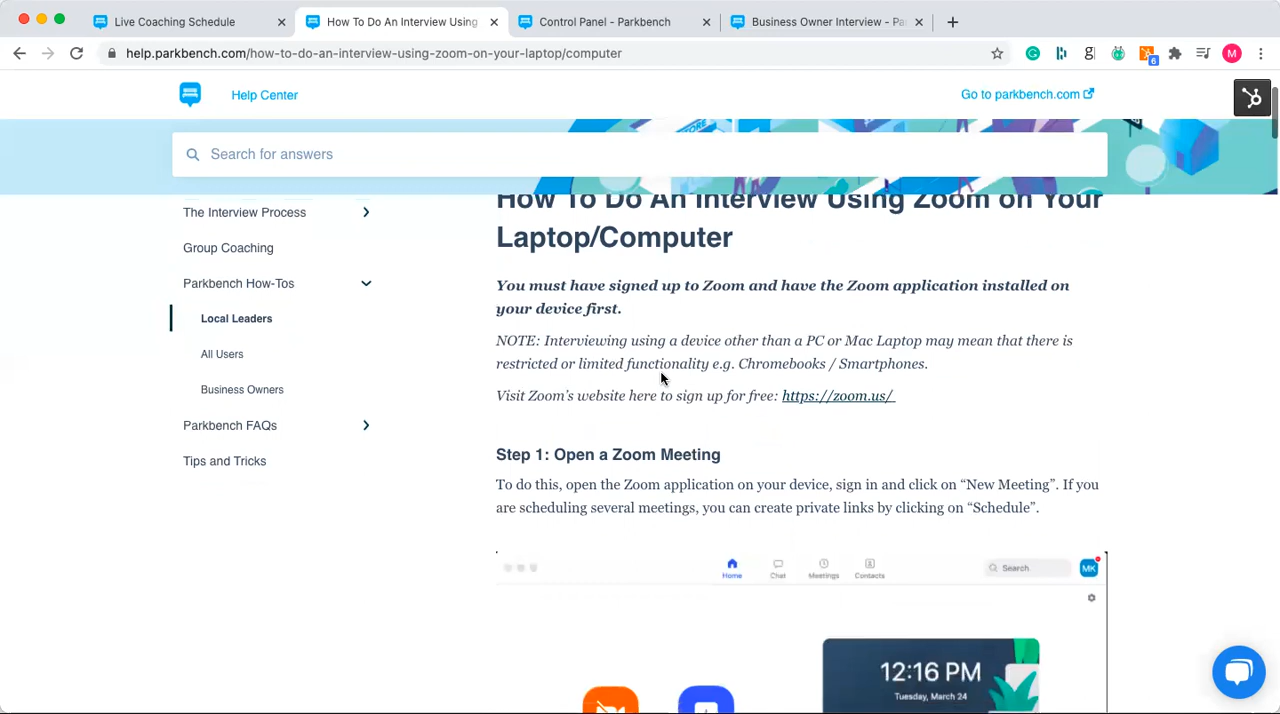 Live Coaching Schedule
How To Do An Interview Using
Control Panel - Parkbench
Business Owner Interview - Pa
help.parkbench.com/how-to-do-an-interview-using-zoom-on-your-laptop/computer
6
M
Help Center
Go to parkbench.com
Search for answers
The Interview Process
Group Coaching
Parkbench How-Tos
Local Leaders
All Users
Business Owners
Parkbench FAQs
Tips and Tricks
How To Do An Interview Using Zoom on Your
Laptop/Computer
You must have signed up to Zoom and have the Zoom application installed on
your device first.
NOTE: Interviewing using a device other than a PC or Mac Laptop may mean that there is
restricted or limited functionality e.g. Chromebooks / Smartphones.
Visit Zoom's website here to sign up for free: https://zoom.us/
Step 1: Open a Zoom Meeting
To do this, open the Zoom application on your device, sign in and click on “New Meeting”. If you
are scheduling several meetings, you can create private links by clicking on “Schedule”.
Home
Chat
Meetings
Contacts
Search
MK
12:16 PM
Tuesday, March 24